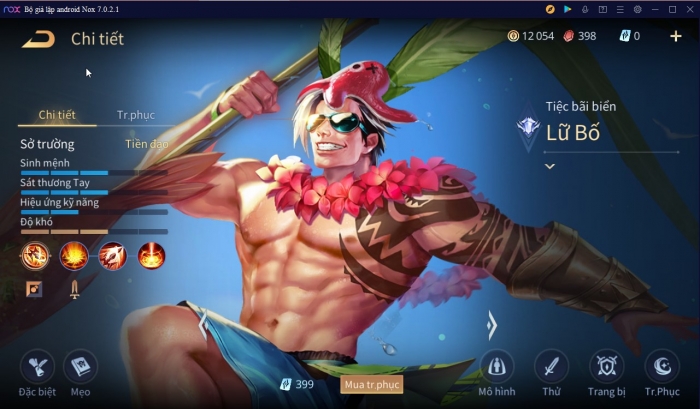 nox Bộ giả lập android Nox 7.0.2.1
Chi tiết
12 054 398 0
Chi tiết Tr.phục
Sở trường Tiền đạo
Sinh mệnh
Sát thương Tay
Hiệu ứng kỹ năng
Độ khó
Tiệc bãi biển
Lữ Bố
Đặc biệt Mẹo
399 Mua tr.phục
Mô hình Thử Trang bị Tr.Phục